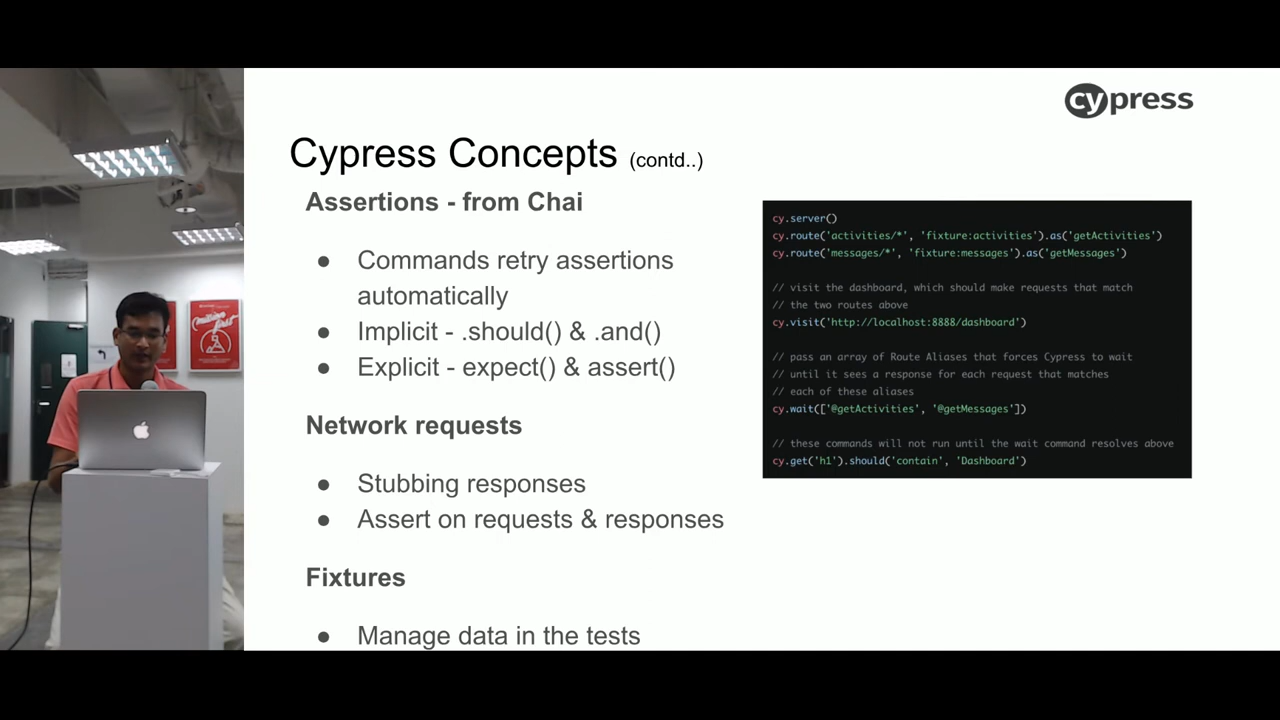 cypress
Cypress Concepts (contd..)
Assertions - from Chai
● Commands retry assertions
automatically
● Implicit - .should() & .and()
● Explicit - expect() & assert()
Network requests
● Stubbing responses
● Assert on requests & responses
Fixtures
● Manage data in the tests
cy.server()
cy.route('activities/*', 'fixture:activities').as('getActivities')
cy.route('messages/*', 'fixture:messages').as('getMessages')
// visit the dashboard, which should make requests that match
// the two routes above
cy.visit('http://localhost:8888/dashboard')
// pass an array of Route Aliases that forces Cypress to wait
// until it sees a response for each request that matches
// each of these aliases
cy.wait(['@getActivities', '@getMessages'])
// these commands will not run until the wait command resolves above
cy.get('h1').should('contain', 'Dashboard')